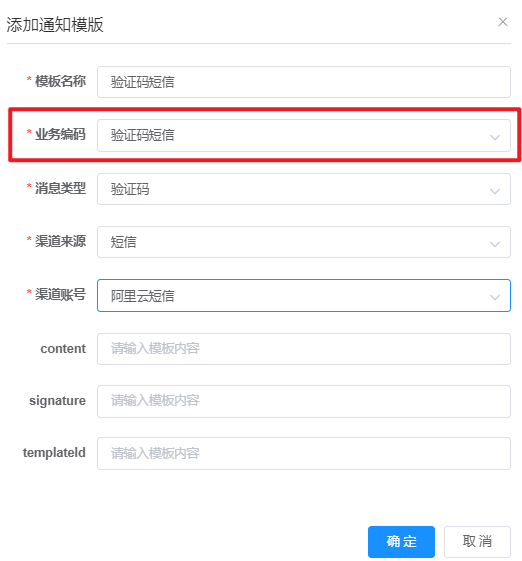 添加通知模版
* 模板名称 验证码短信
* 业务编码 验证码短信
* 消息类型 验证码
* 渠道来源 短信
* 渠道账号 阿里云短信
content 请输入模板内容
signature 请输入模板内容
templateId 请输入模板内容
确 定 取 消